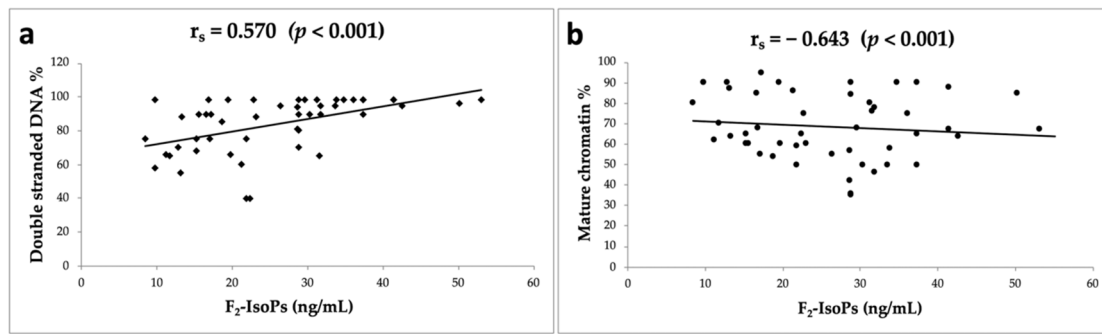 a
rs = 0.570 (p < 0.001)
Double stranded DNA %
120
100
80
60
40
20
0
0 10 20 30 40 50 60
F2-IsoPs (ng/mL)
b
rs = − 0.643 (p < 0.001)
Mature chromatin %
100
90
80
70
60
50
40
30
20
10
0
0 10 20 30 40 50 60
F2-IsoPs (ng/mL)